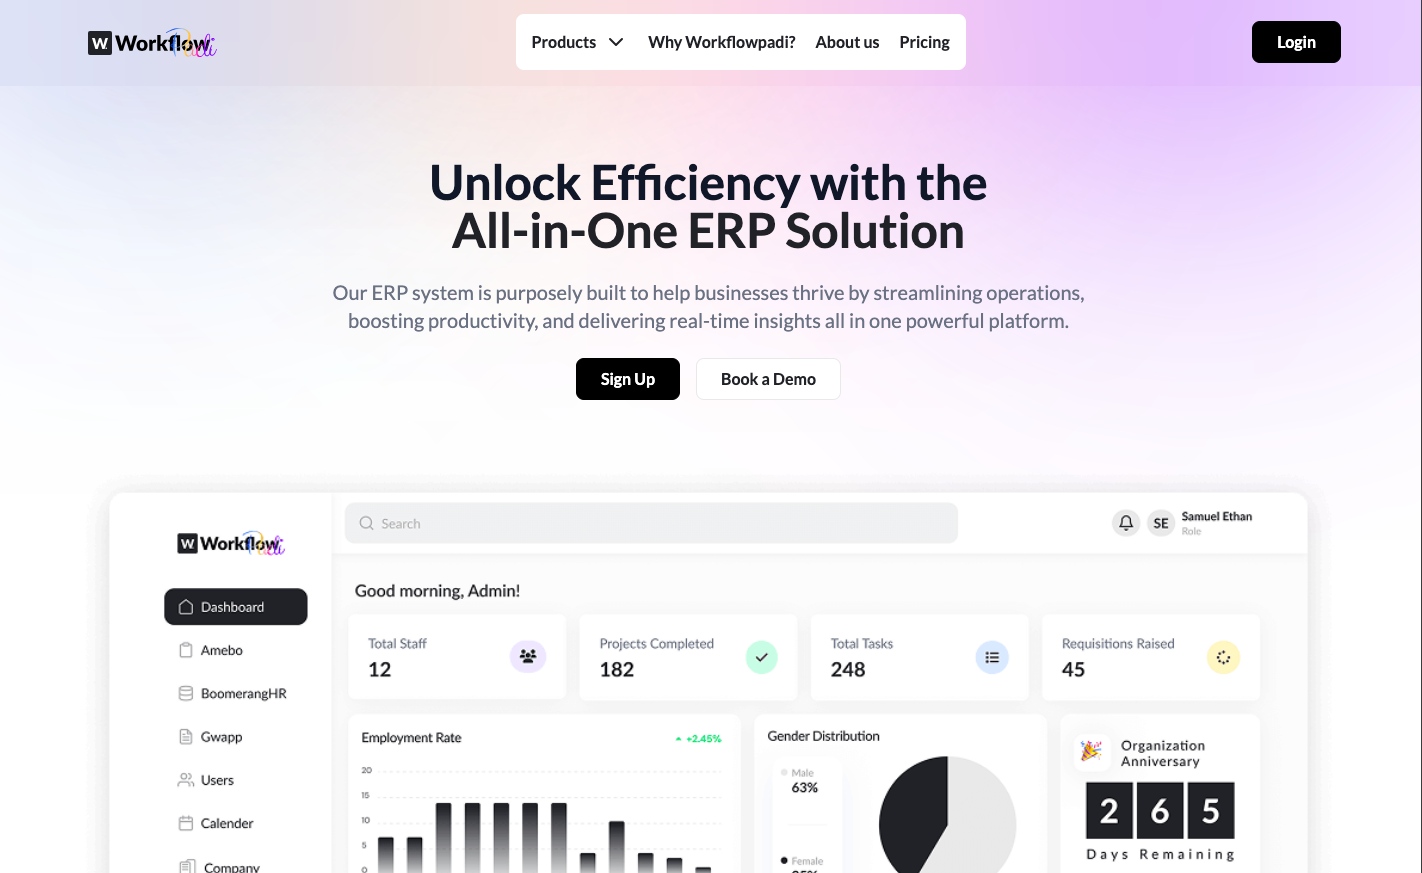 W Workflow Padi
Products
Why Workflowpadi?
About us
Pricing
Login
Unlock Efficiency with the
All-in-One ERP Solution
Our ERP system is purposely built to help businesses thrive by streamlining operations,
boosting productivity, and delivering real-time insights all in one powerful platform.
Sign Up
Book a Demo
W Workflow Padi
Search
SE
Samuel Ethan
Role
Good morning, Admin!
Dashboard
Amebo
BoomerangHR
Gwapp
Users
Calender
Company
Total Staff
12
Projects Completed
182
Total Tasks
248
Requisitions Raised
45
Employment Rate
+2.45%
20
15
10
5
0
Gender Distribution
Male
63%
Female
Organization
Anniversary
2 6 5
Days Remaining